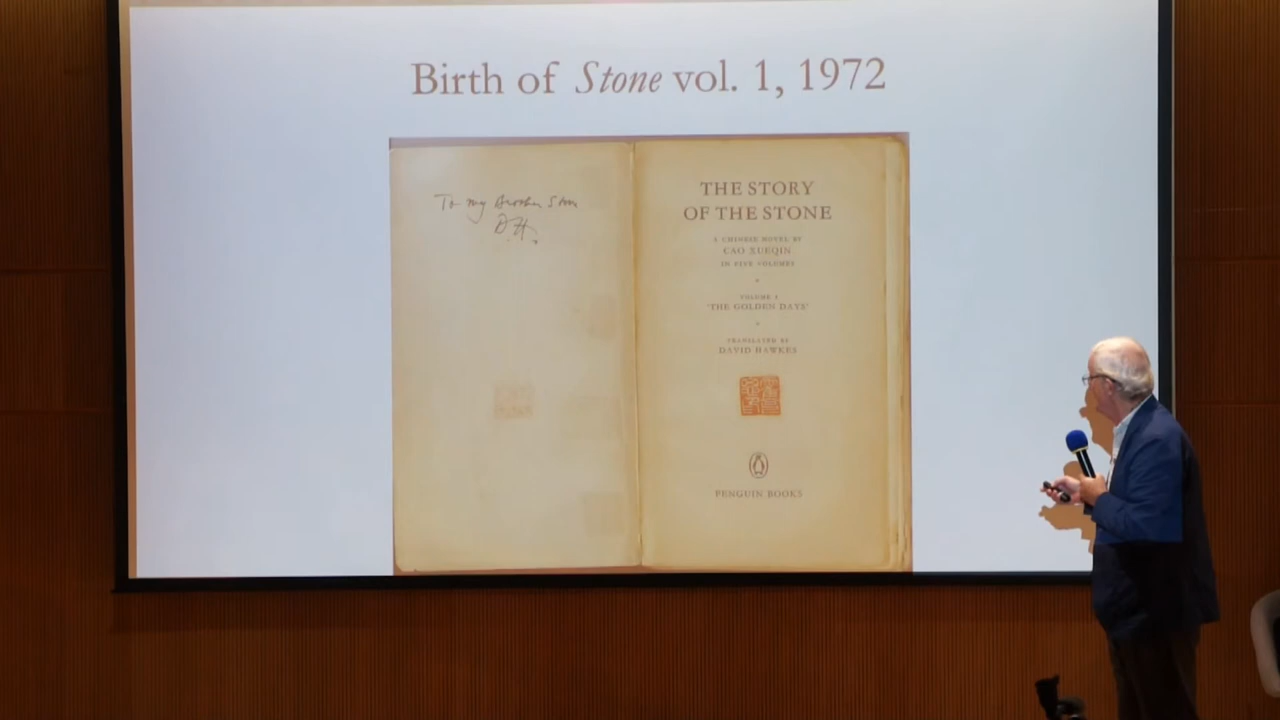 Birth of Stone vol. 1, 1972
To my Brother Stone
D.H.
THE STORY
OF THE STONE
A CHINESE NOVEL BY
CAO XUEQIN
IN FIVE VOLUMES
VOLUME I
'THE GOLDEN DAYS'
TRANSLATED BY
DAVID HAWKES
PENGUIN BOOKS